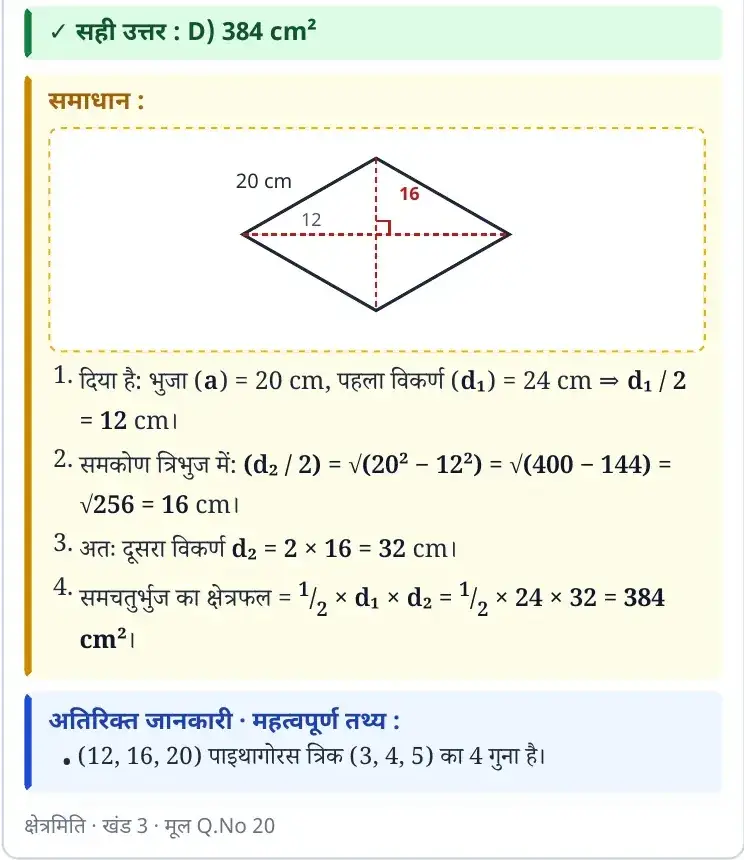 ✓ सही उत्तर : D) 384 cm²
समाधान :
20 cm
16
12
1. दिया है: भुजा (a) = 20 cm, पहला विकर्ण (d₁) = 24 cm ⇒ d₁ / 2
= 12 cm।
2. समकोण त्रिभुज में: (d₂ / 2) = √(20² − 12²) = √(400 − 144) =
√256 = 16 cm।
3. अतः दूसरा विकर्ण d₂ = 2 × 16 = 32 cm।
4. समचतुर्भुज का क्षेत्रफल = ¹/₂ × d₁ × d₂ = ¹/₂ × 24 × 32 = 384
cm²।
अतिरिक्त जानकारी · महत्वपूर्ण तथ्य :
• (12, 16, 20) पाइथागोरस त्रिक (3, 4, 5) का 4 गुना है।
क्षेत्रमिति · खंड 3 · मूल Q.No 20